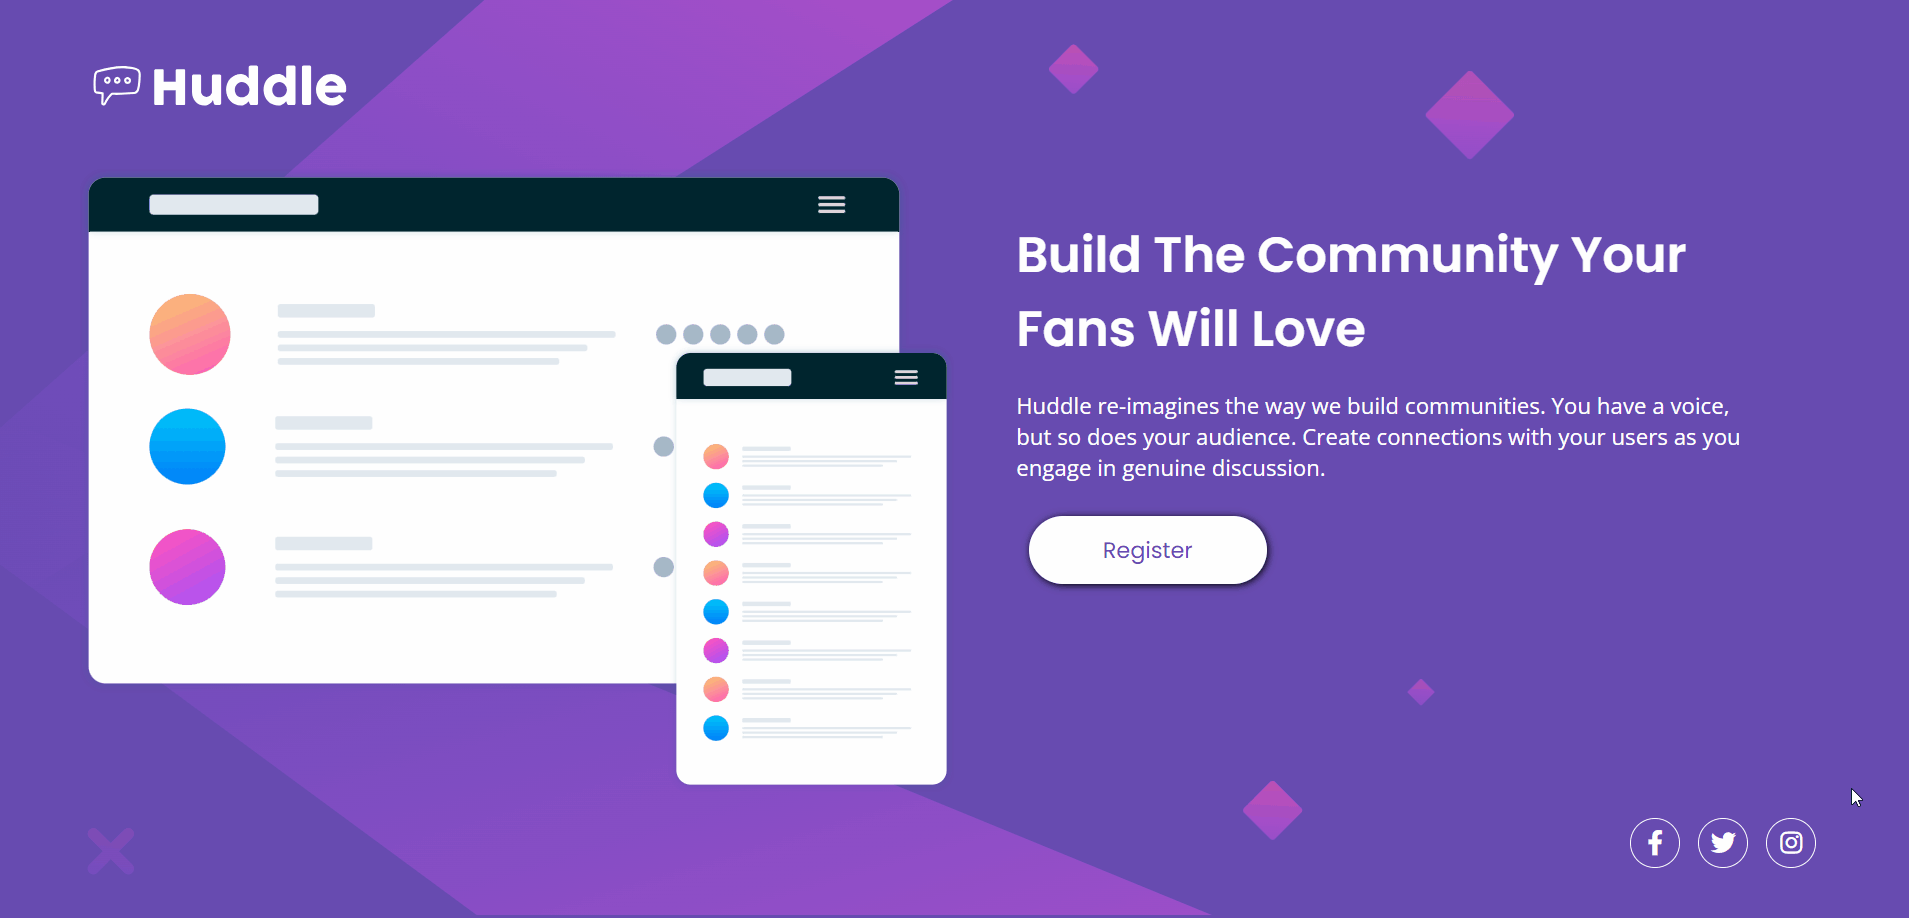 Huddle
Build The Community Your
Fans Will Love
Huddle re-imagines the way we build communities. You have a voice,
but so does your audience. Create connections with your users as you
engage in genuine discussion.
Register